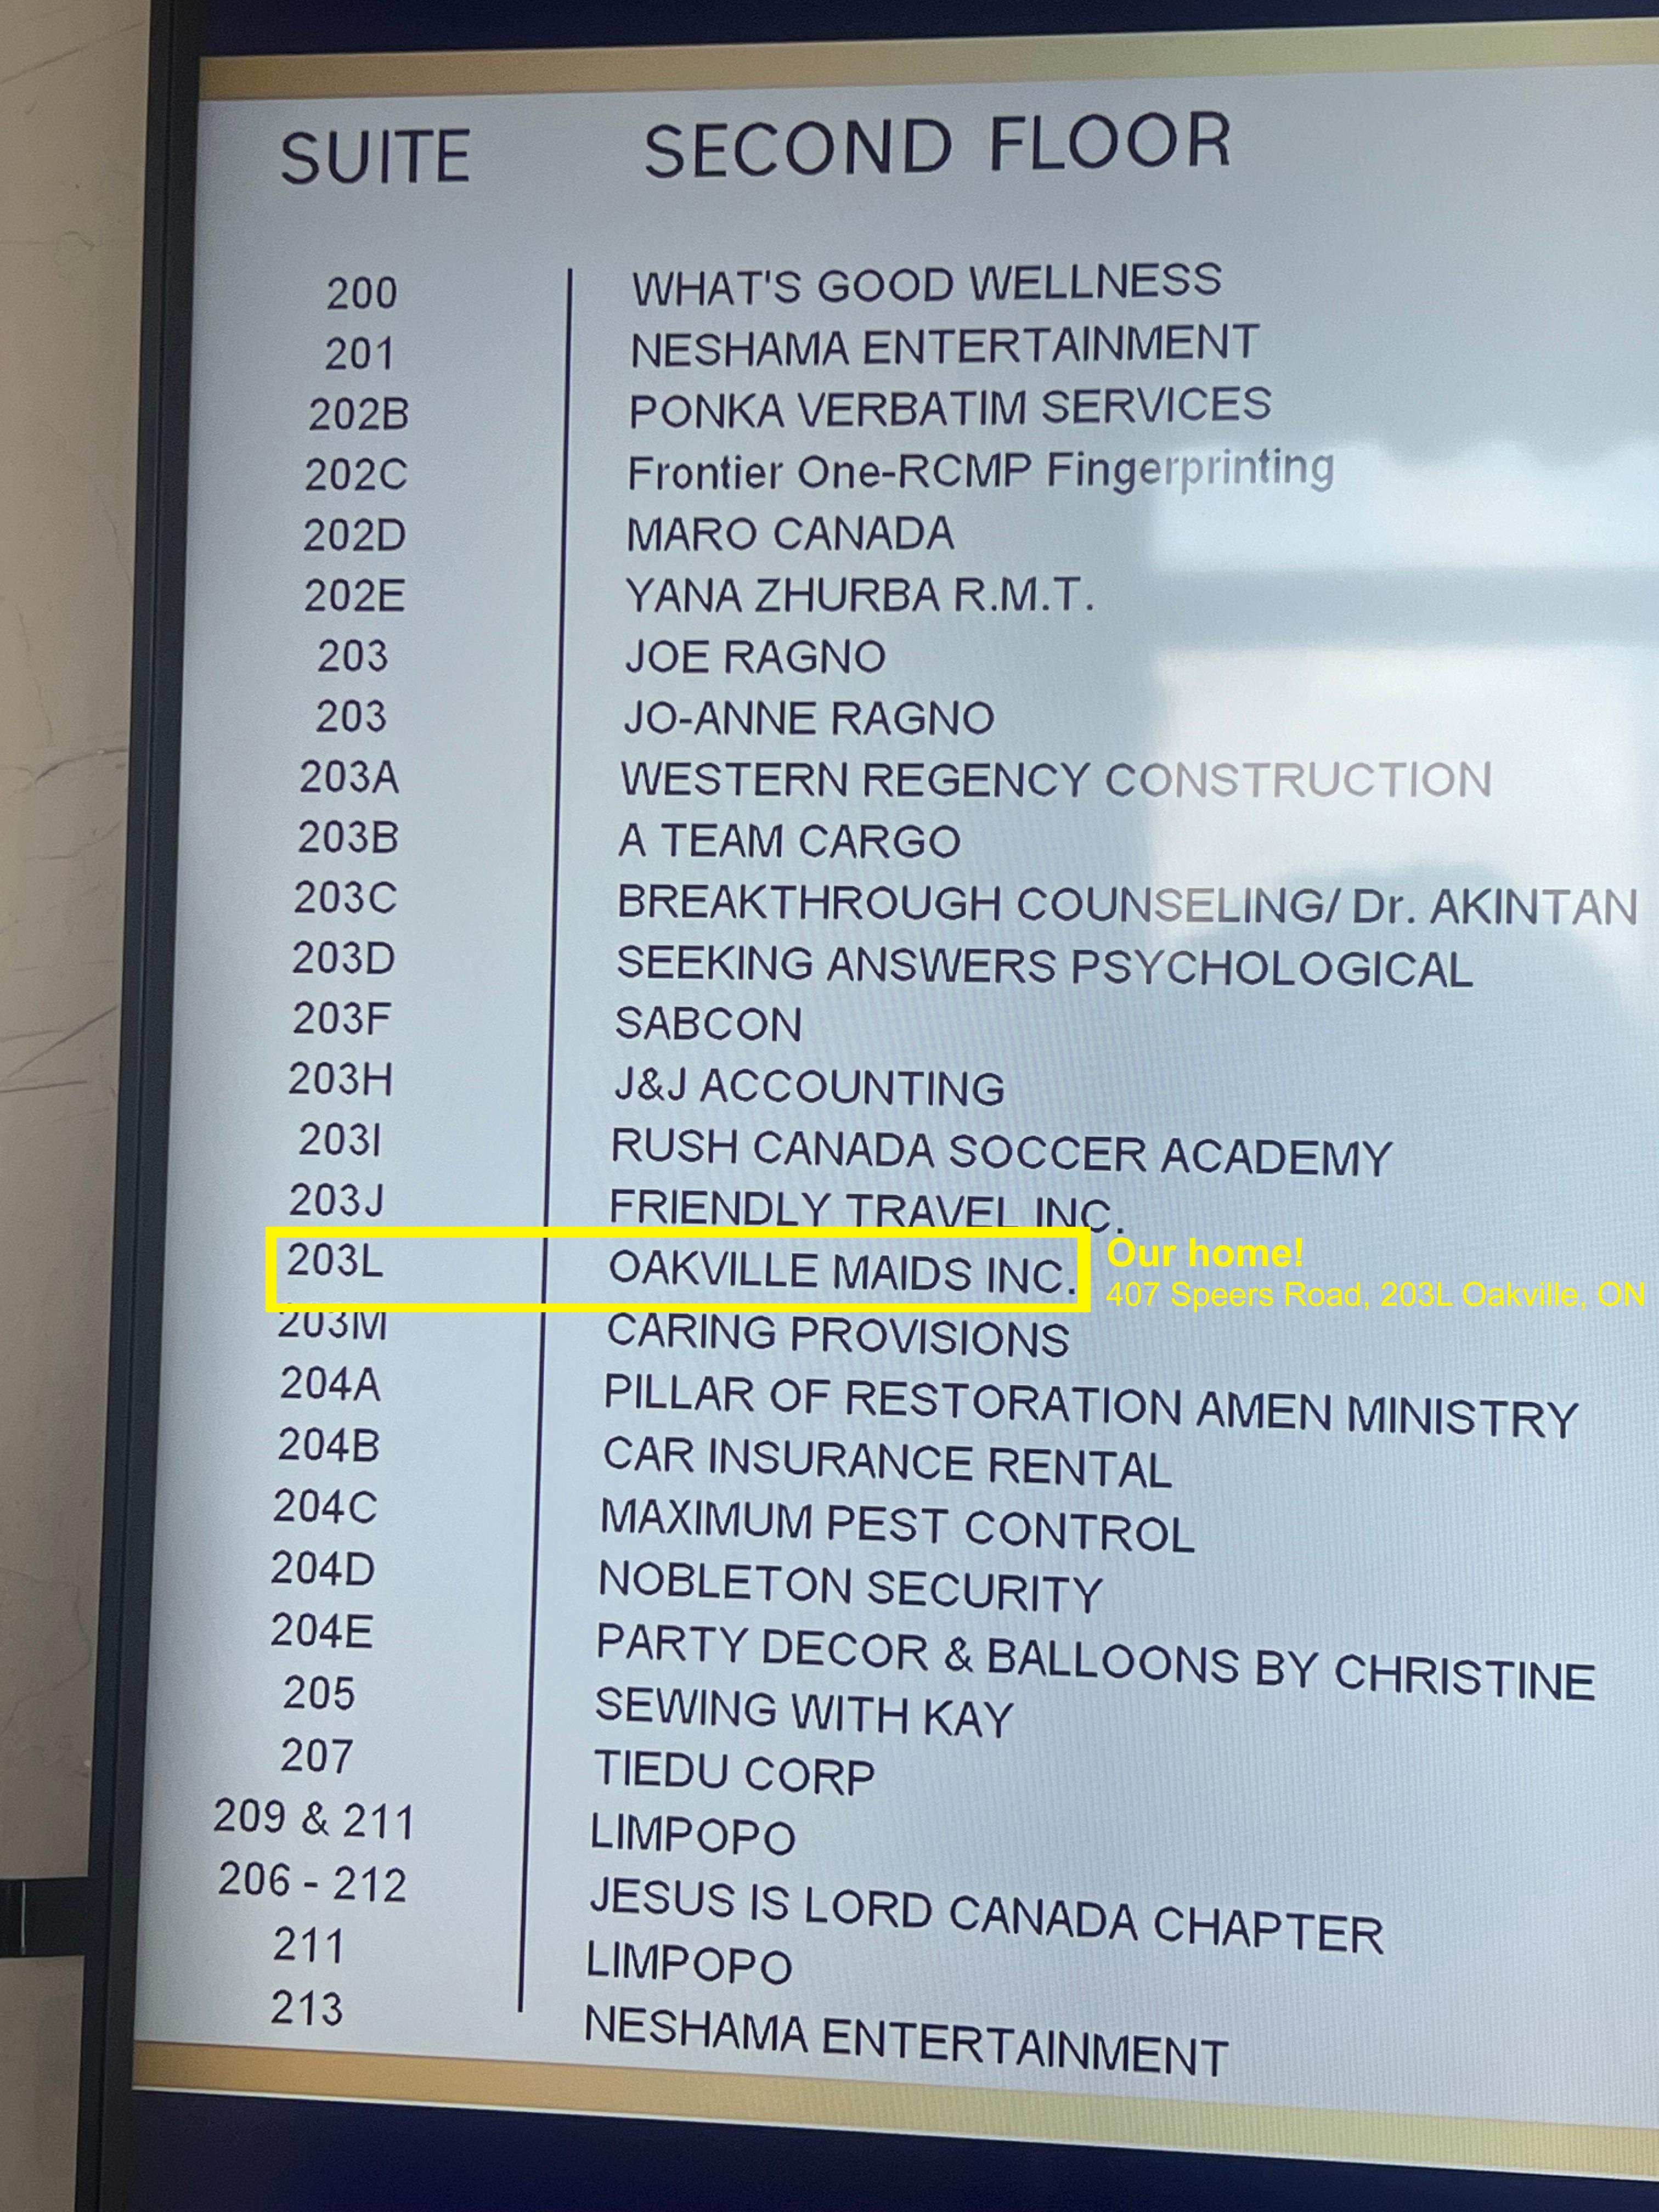 SUITE SECOND FLOOR
200 WHAT'S GOOD WELLNESS
201 NESHAMA ENTERTAINMENT
202B PONKA VERBATIM SERVICES
202C Frontier One-RCMP Fingerprinting
202D MARO CANADA
202E YANA ZHURBA R.M.T.
203 JOE RAGNO
203 JO-ANNE RAGNO
203A WESTERN REGENCY CONSTRUCTION
203B A TEAM CARGO
203C BREAKTHROUGH COUNSELING/ Dr. AKINTAN
203D SEEKING ANSWERS PSYCHOLOGICAL
203F SABCON
203H J&J ACCOUNTING
203I RUSH CANADA SOCCER ACADEMY
203J FRIENDLY TRAVEL INC.
203L OAKVILLE MAIDS INC.
Our home!
407 Speers Road, 203L Oakville, ON
203M CARING PROVISIONS
204A PILLAR OF RESTORATION AMEN MINISTRY
204B CAR INSURANCE RENTAL
204C MAXIMUM PEST CONTROL
204D NOBLETON SECURITY
204E PARTY DECOR & BALLOONS BY CHRISTINE
205 SEWING WITH KAY
207 TIEDU CORP
209 & 211 LIMPOPO
206 - 212 JESUS IS LORD CANADA CHAPTER
211 LIMPOPO
213 NESHAMA ENTERTAINMENT